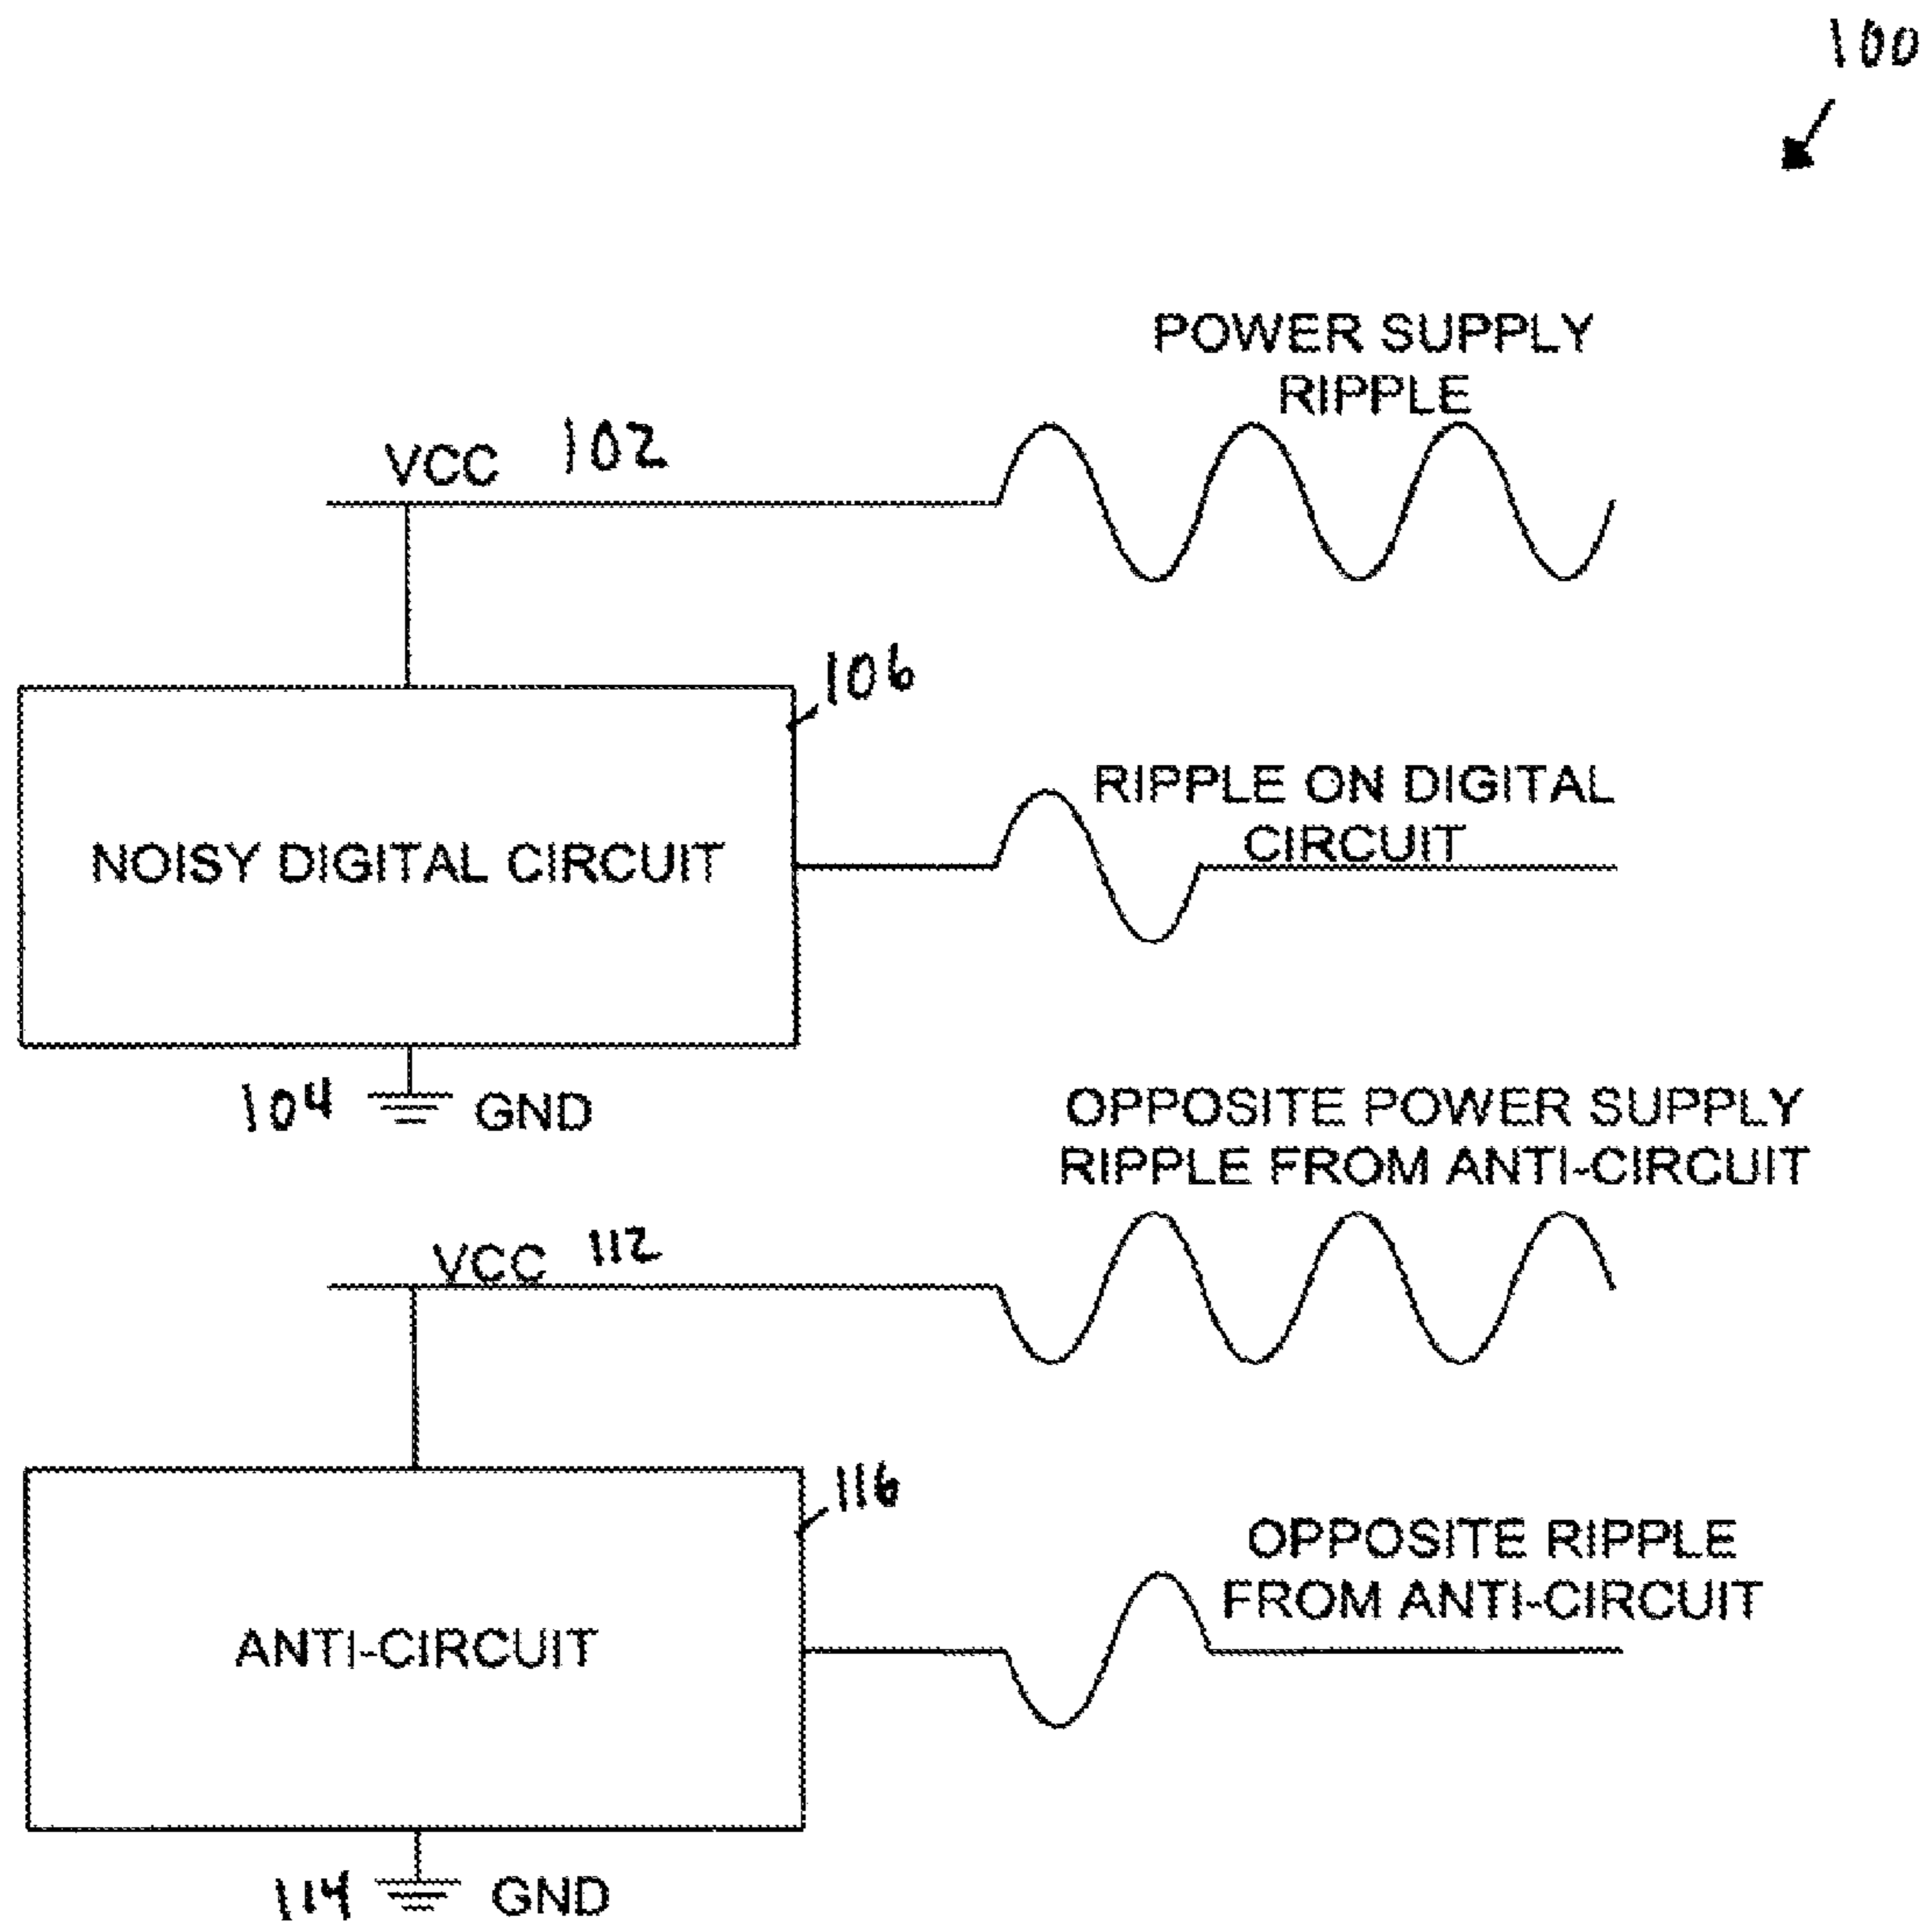 100
POWER SUPPLY
RIPPLE
VCC 102
106
RIPPLE ON DIGITAL
CIRCUIT
NOISY DIGITAL CIRCUIT
104 GND
OPPOSITE POWER SUPPLY
RIPPLE FROM ANTI-CIRCUIT
VCC 112
116
OPPOSITE RIPPLE
FROM ANTI-CIRCUIT
ANTI-CIRCUIT
114 GND